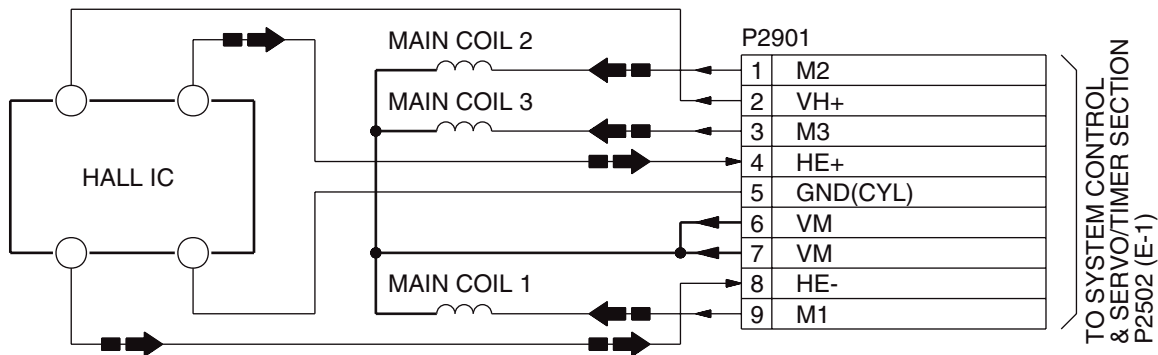 MAIN COIL 2
MAIN COIL 3
HALL IC
MAIN COIL 1
P2901
1 M2
2 VH+
3 M3
4 HE+
5 GND(CYL)
6 VM
7 VM
8 HE-
9 M1
TO SYSTEM CONTROL
& SERVO/TIMER SECTION
P2502 (E-1)